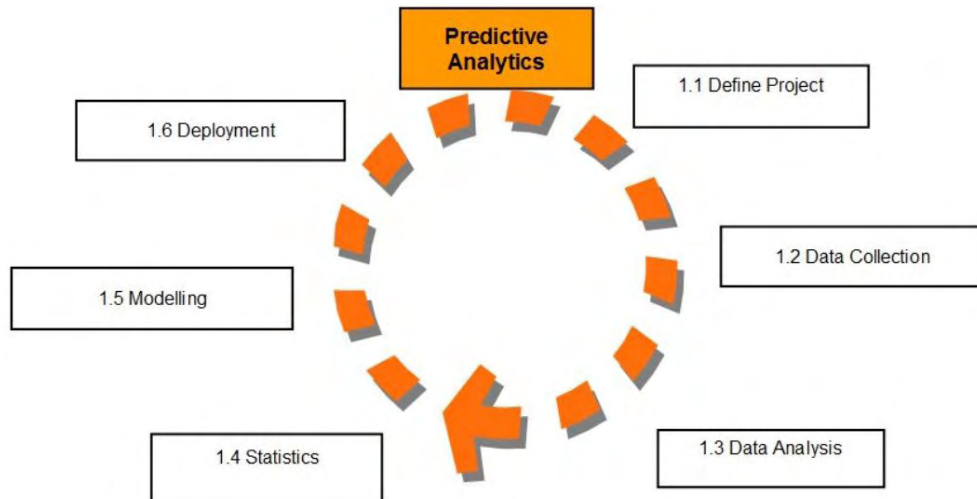 Predictive
Analytics
1.1 Define Project
1.2 Data Collection
1.3 Data Analysis
1.4 Statistics
1.5 Modelling
1.6 Deployment